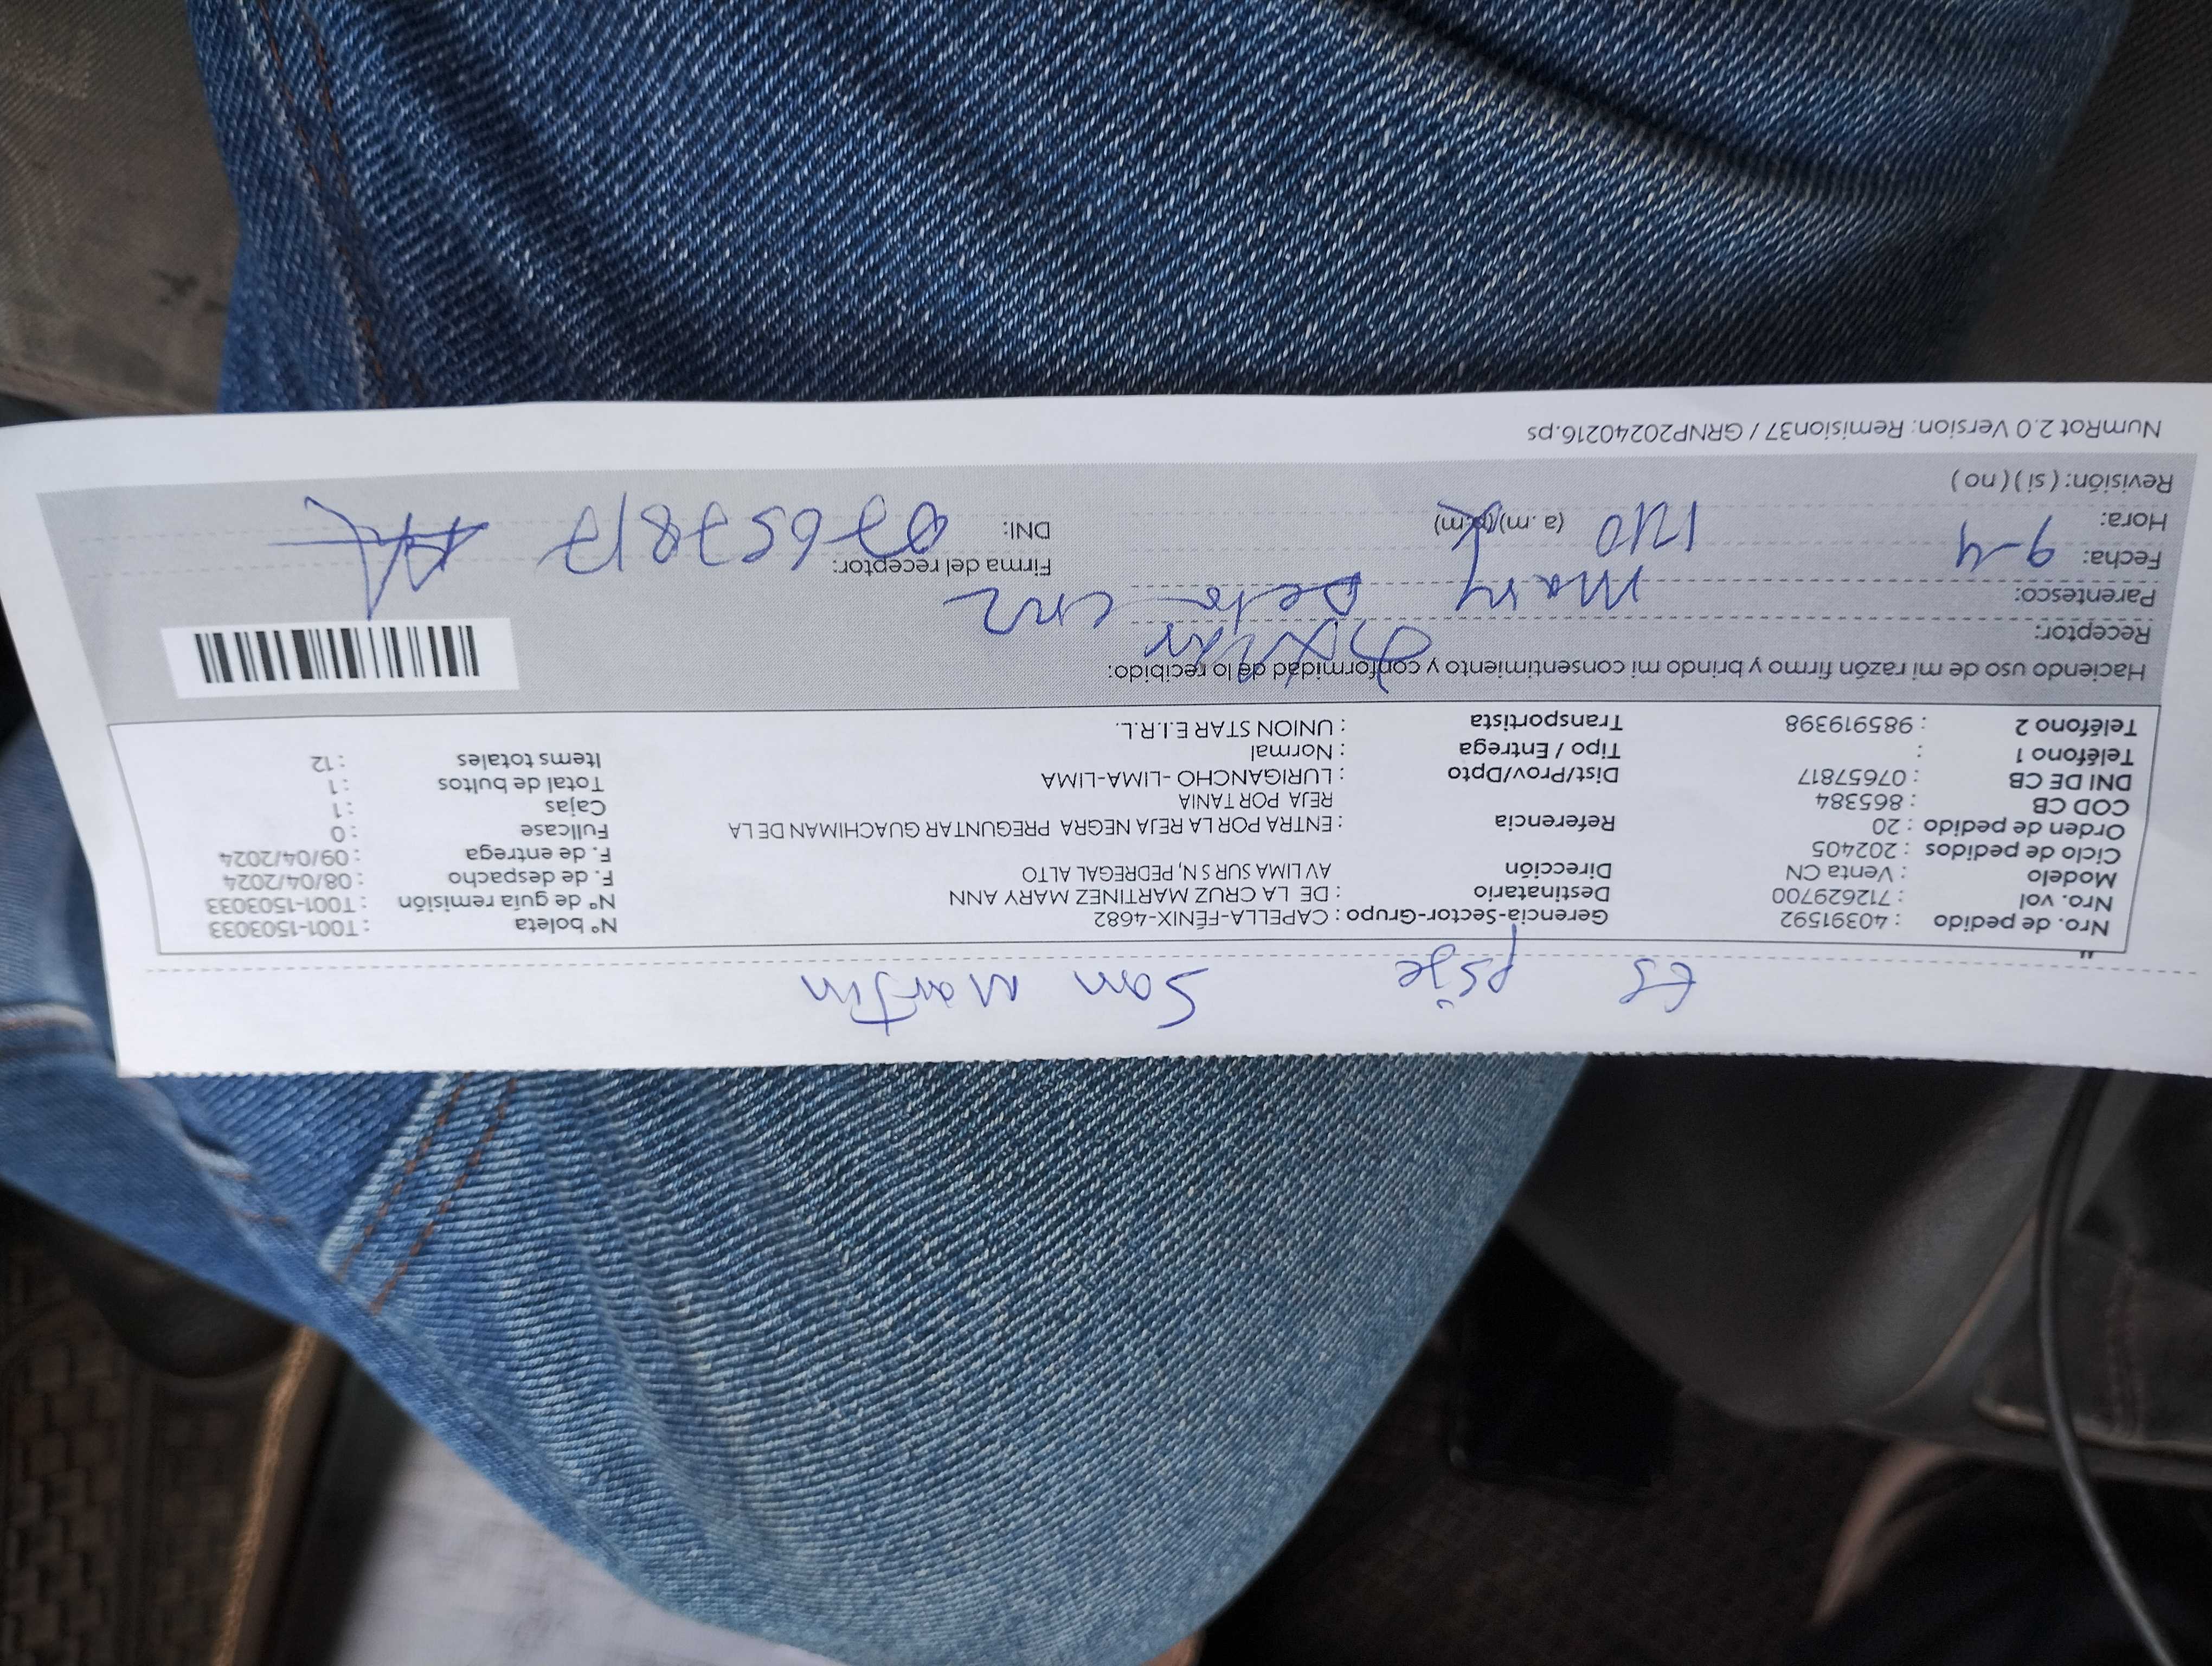 Es psje San Martin
Nro. de pedido : 40391592 Gerencia-Sector-Grupo : CAPELLA-FÉNIX-4682 Nº boleta : T001-1503033
Nro. vol : 712629700 Destinatario : DE LA CRUZ MARTINEZ MARY ANN Nº de guía remisión : T001-1503033
Modelo : Venta CN Dirección AV LIMA SUR S N, PEDREGAL ALTO F. de despacho : 08/04/2024
Ciclo de pedidos : 202405 F. de entrega : 09/04/2024
Orden de pedido : 20 Referencia : ENTRA POR LA REJA NEGRA PREGUNTAR GUACHIMAN DE LA Fullcase : 0
COD CB : 865384 REJA POR TANIA Cajas : 1
DNI DE CB : 07657817 Dist/Prov/Dpto : LURIGANCHO - LIMA-LIMA Total de bultos : 1
Teléfono 1 : Tipo / Entrega : Normal Items totales : 12
Teléfono 2 : 985919398 Transportista : UNION STAR E.I.R.L.
Haciendo uso de mi razón firmo y brindo mi consentimiento y conformidad de lo recibido:
Receptor:
Parentesco: Mary De la Cruz
Fecha: 9-4 Firma del receptor:
Hora: 1210 (a .m)/(p.m) DNI: 07657817
Revisión: ( si ) ( no )
NumRot 2.0 Version: Remision37 / GRNP20240216.ps